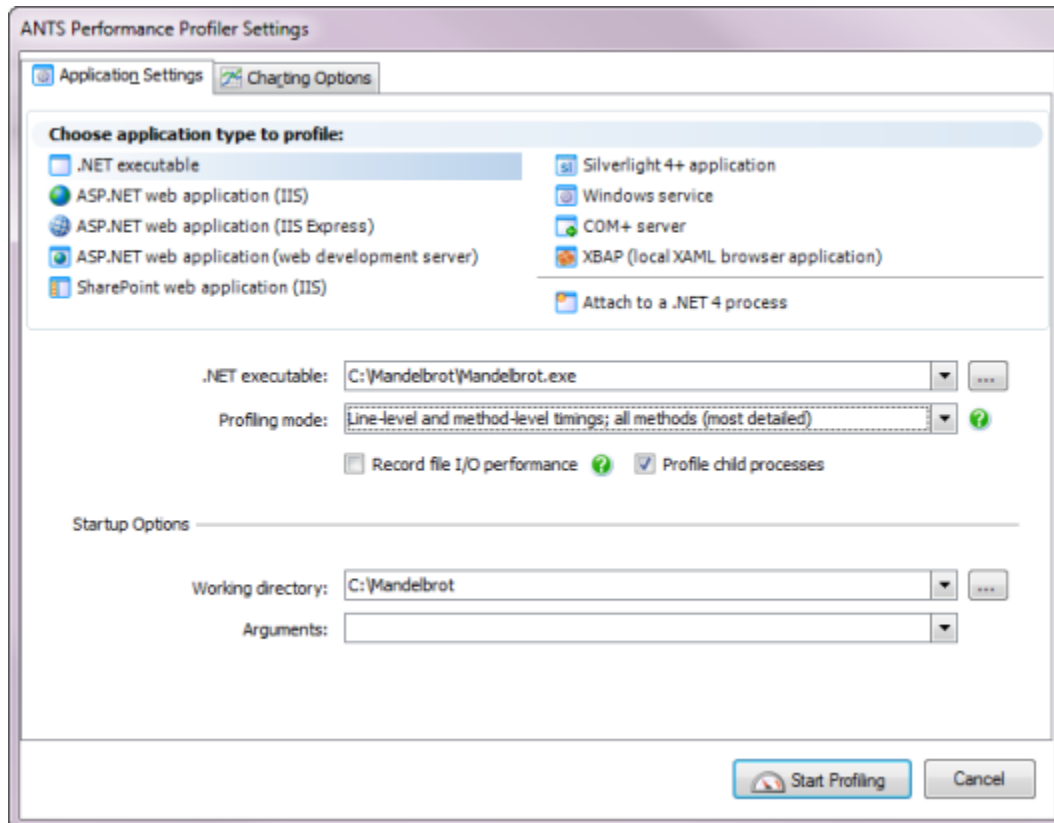 ANTS Performance Profiler Settings
Application Settings
Charting Options
Choose application type to profile:
.NET executable
ASP.NET web application (IIS)
ASP.NET web application (IIS Express)
ASP.NET web application (web development server)
SharePoint web application (IIS)
Silverlight 4+ application
Windows service
COM+ server
XBAP (local XAML browser application)
Attach to a .NET 4 process
.NET executable: C:\Mandelbrot\Mandelbrot.exe ...
Profiling mode: Line-level and method-level timings; all methods (most detailed) ?
Record file I/O performance ? Profile child processes
Startup Options
Working directory: C:\Mandelbrot ...
Arguments:
Start Profiling Cancel